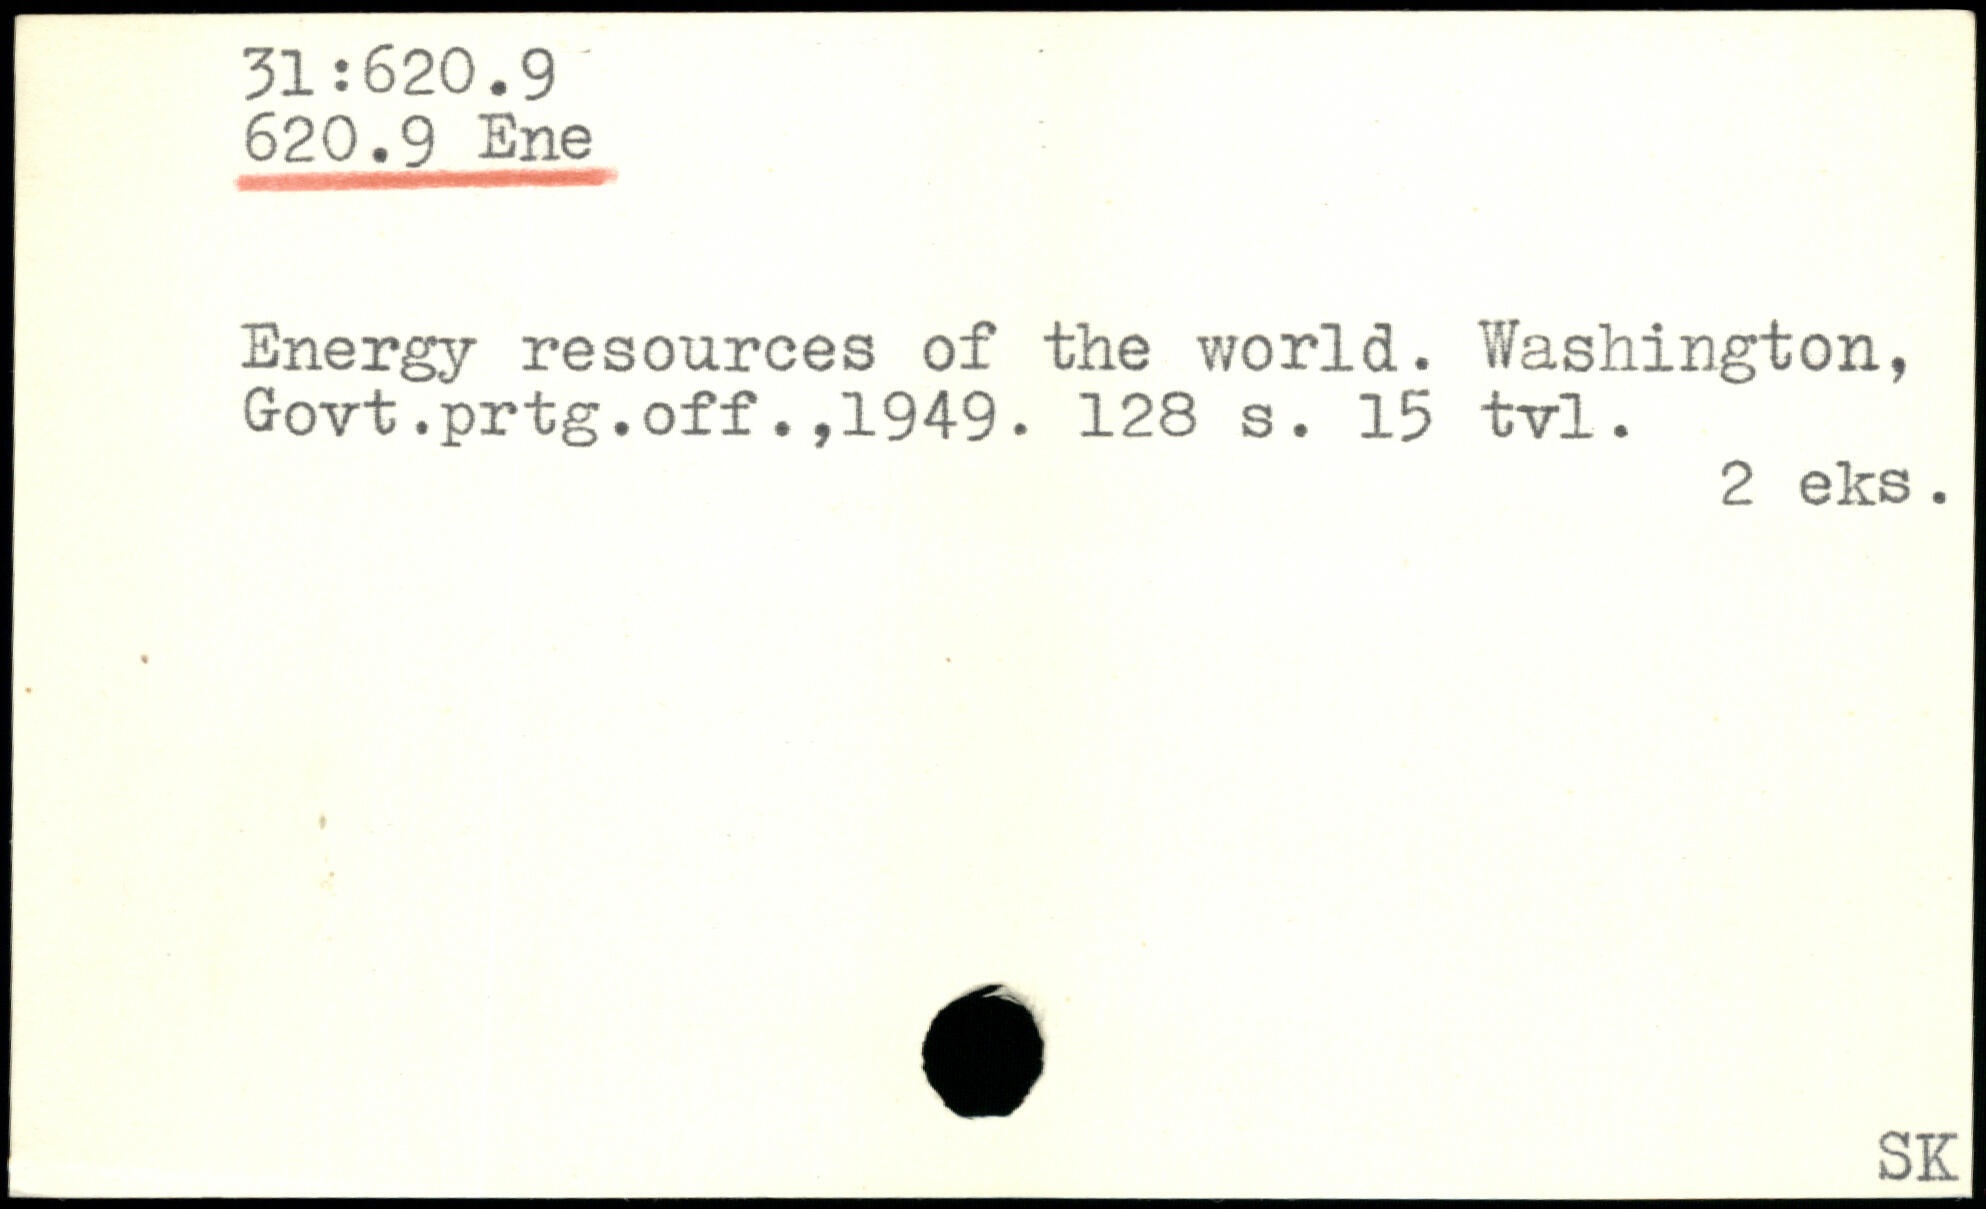 31:620.9
620.9 Ene
Energy resources of the world. Washington,
Govt.prtg.off.,1949. 128 s. 15 tvl.
2 eks.
SK